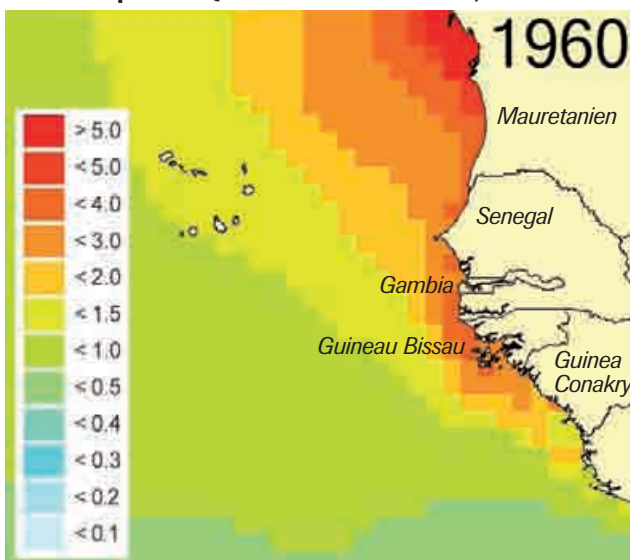 1960
Mauretanien
Senegal
Gambia
Guineau Bissau
Guinea
Conakry
> 5.0
< 5.0
< 4.0
< 3.0
< 2.0
< 1.5
< 1.0
< 0.5
< 0.4
< 0.3
< 0.2
< 0.1